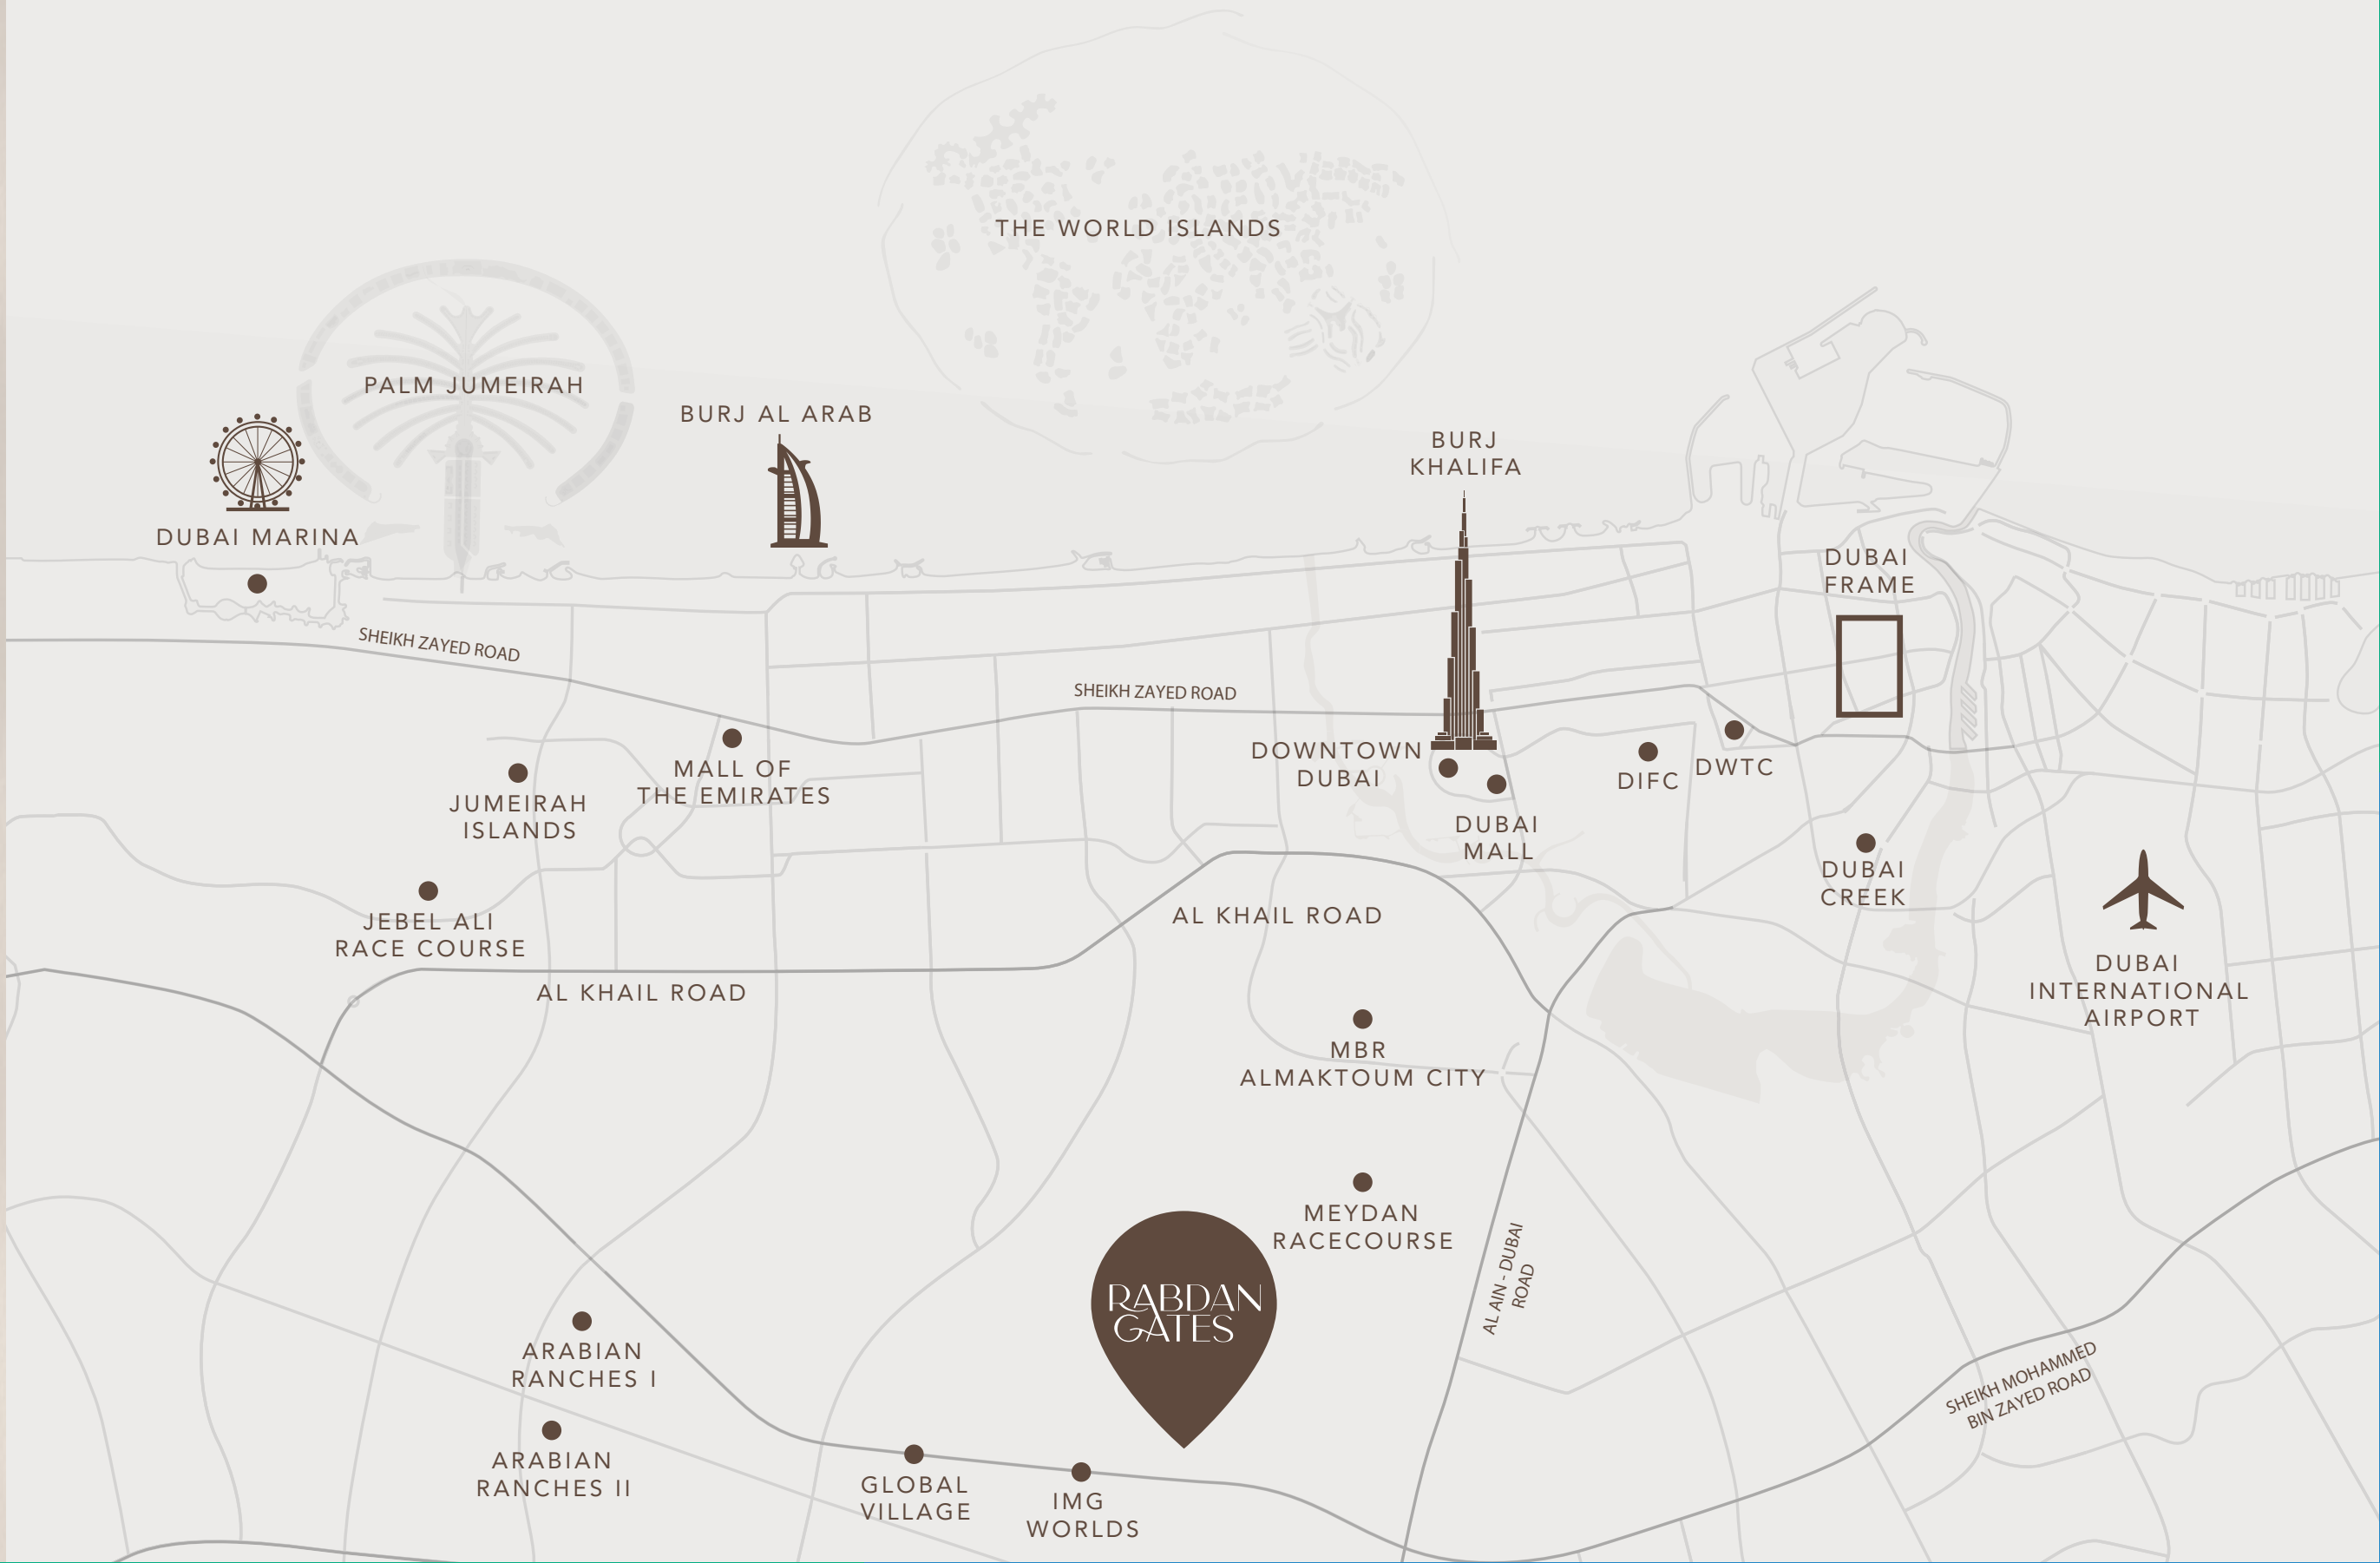 THE WORLD ISLANDS
PALM JUMEIRAH
BURJ AL ARAB
BURJ
KHALIFA
DUBAI MARINA
DUBAI
FRAME
SHEIKH ZAYED ROAD
SHEIKH ZAYED ROAD
MALL OF
THE EMIRATES
JUMEIRAH
ISLANDS
DOWNTOWN
DUBAI
DIFC
DWTC
DUBAI
MALL
DUBAI
CREEK
JEBEL ALI
RACE COURSE
AL KHAIL ROAD
AL KHAIL ROAD
DUBAI
INTERNATIONAL
AIRPORT
MBR
ALMAKTOUM CITY
MEYDAN
RACECOURSE
AL AIN - DUBAI
ROAD
RABDAN
GATES
ARABIAN
RANCHES I
SHEIKH MOHAMMED
BIN ZAYED ROAD
ARABIAN
RANCHES II
GLOBAL
VILLAGE
IMG
WORLDS